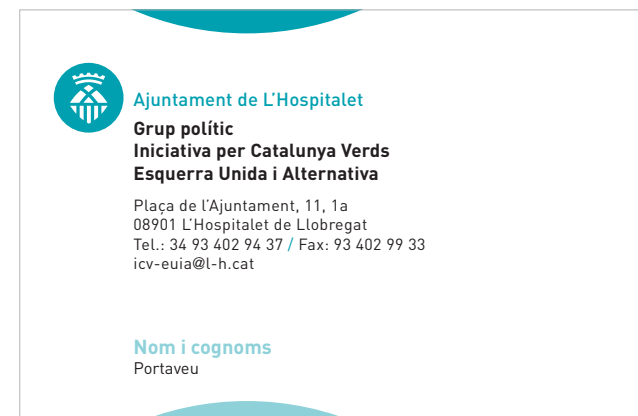 Ajuntament de L'Hospitalet
Grup polític
Iniciativa per Catalunya Verds
Esquerra Unida i Alternativa
Plaça de l'Ajuntament, 11, 1a
08901 L'Hospitalet de Llobregat
Tel.: 34 93 402 94 37 / Fax: 93 402 99 33
icv-euia@l-h.cat
Nom i cognoms
Portaveu